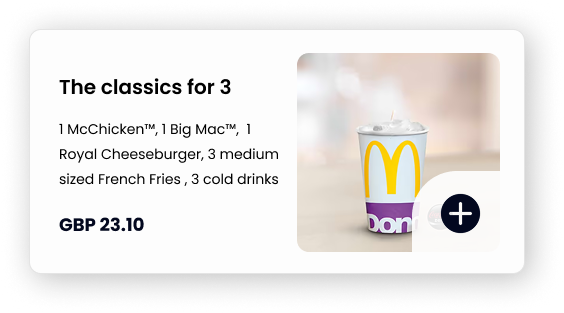 The classics for 3
1 McChicken™, 1 Big Mac™, 1
Royal Cheeseburger, 3 medium
sized French Fries , 3 cold drinks
GBP 23.10
Don